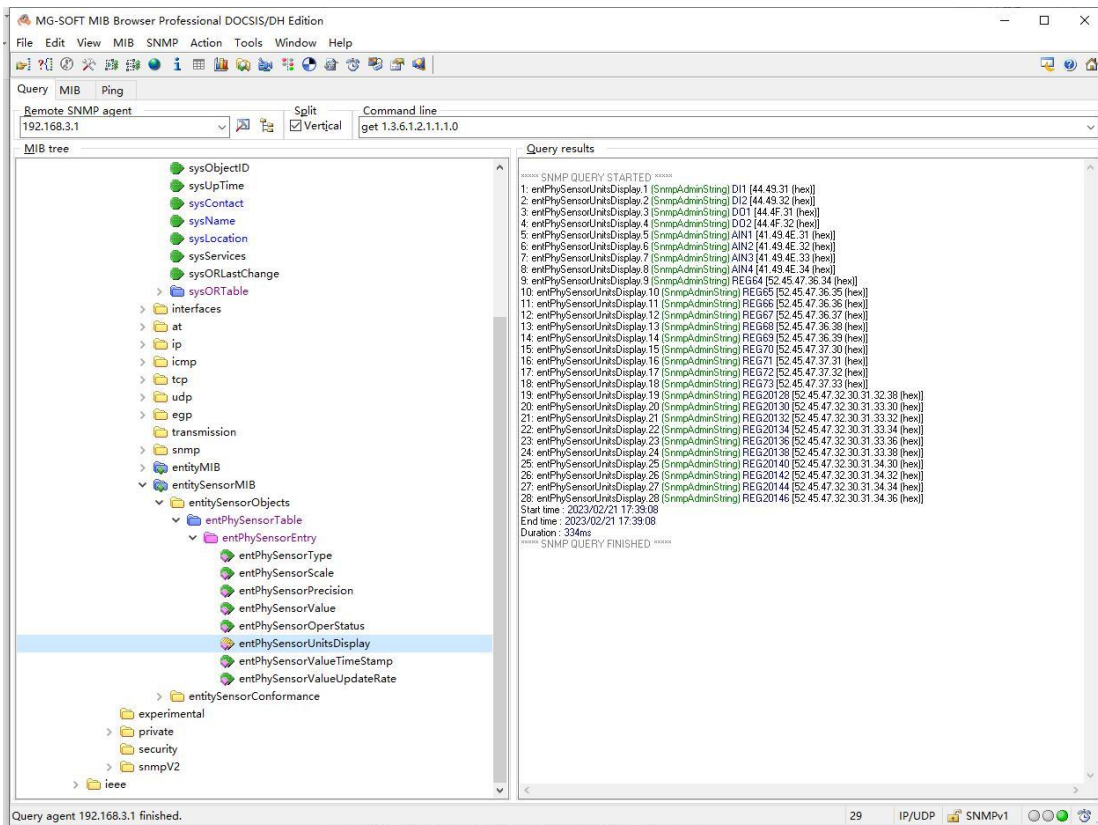 MG-SOFT MIB Browser Professional DOCSIS/DH Edition
File Edit View MIB SNMP Action Tools Window Help
Query MIB Ping
Remote SNMP agent Split Command line
192.168.3.1 Vertical get 1.3.6.1.2.1.1.1.0
MIB tree
sysObjectID
sysUpTime
sysContact
sysName
sysLocation
sysServices
sysORLastChange
sysORTable
interfaces
at
ip
icmp
tcp
udp
egp
transmission
snmp
entityMIB
entitySensorMIB
entitySensorObjects
entPhySensorTable
entPhySensorEntry
entPhySensorType
entPhySensorScale
entPhySensorPrecision
entPhySensorValue
entPhySensorOperStatus
entPhySensorUnitsDisplay
entPhySensorValueTimeStamp
entPhySensorValueUpdateRate
entitySensorConformance
experimental
private
security
snmpV2
ieee
Query results
***** SNMP QUERY STARTED *****
1: entPhySensorUnitsDisplay.1 (SnmpAdminString) DI1 [44.49.31 (hex)]
2: entPhySensorUnitsDisplay.2 (SnmpAdminString) DI2 [44.49.32 (hex)]
3: entPhySensorUnitsDisplay.3 (SnmpAdminString) DO1 [44.4F.31 (hex)]
4: entPhySensorUnitsDisplay.4 (SnmpAdminString) DO2 [44.4F.32 (hex)]
5: entPhySensorUnitsDisplay.5 (SnmpAdminString) AIN1 [41.49.4E.31 (hex)]
6: entPhySensorUnitsDisplay.6 (SnmpAdminString) AIN2 [41.49.4E.32 (hex)]
7: entPhySensorUnitsDisplay.7 (SnmpAdminString) AIN3 [41.49.4E.33 (hex)]
8: entPhySensorUnitsDisplay.8 (SnmpAdminString) AIN4 [41.49.4E.34 (hex)]
9: entPhySensorUnitsDisplay.9 (SnmpAdminString) REG64 [52.45.47.36.34 (hex)]
10: entPhySensorUnitsDisplay.10 (SnmpAdminString) REG65 [52.45.47.36.35 (hex)]
11: entPhySensorUnitsDisplay.11 (SnmpAdminString) REG66 [52.45.47.36.36 (hex)]
12: entPhySensorUnitsDisplay.12 (SnmpAdminString) REG67 [52.45.47.36.37 (hex)]
13: entPhySensorUnitsDisplay.13 (SnmpAdminString) REG68 [52.45.47.36.38 (hex)]
14: entPhySensorUnitsDisplay.14 (SnmpAdminString) REG69 [52.45.47.36.39 (hex)]
15: entPhySensorUnitsDisplay.15 (SnmpAdminString) REG70 [52.45.47.37.30 (hex)]
16: entPhySensorUnitsDisplay.16 (SnmpAdminString) REG71 [52.45.47.37.31 (hex)]
17: entPhySensorUnitsDisplay.17 (SnmpAdminString) REG72 [52.45.47.37.32 (hex)]
18: entPhySensorUnitsDisplay.18 (SnmpAdminString) REG73 [52.45.47.37.33 (hex)]
19: entPhySensorUnitsDisplay.19 (SnmpAdminString) REG20128 [52.45.47.32.30.31.32.38 (hex)]
20: entPhySensorUnitsDisplay.20 (SnmpAdminString) REG20130 [52.45.47.32.30.31.33.30 (hex)]
21: entPhySensorUnitsDisplay.21 (SnmpAdminString) REG20132 [52.45.47.32.30.31.33.32 (hex)]
22: entPhySensorUnitsDisplay.22 (SnmpAdminString) REG20134 [52.45.47.32.30.31.33.34 (hex)]
23: entPhySensorUnitsDisplay.23 (SnmpAdminString) REG20136 [52.45.47.32.30.31.33.36 (hex)]
24: entPhySensorUnitsDisplay.24 (SnmpAdminString) REG20138 [52.45.47.32.30.31.33.38 (hex)]
25: entPhySensorUnitsDisplay.25 (SnmpAdminString) REG20140 [52.45.47.32.30.31.34.30 (hex)]
26: entPhySensorUnitsDisplay.26 (SnmpAdminString) REG20142 [52.45.47.32.30.31.34.32 (hex)]
27: entPhySensorUnitsDisplay.27 (SnmpAdminString) REG20144 [52.45.47.32.30.31.34.34 (hex)]
28: entPhySensorUnitsDisplay.28 (SnmpAdminString) REG20146 [52.45.47.32.30.31.34.36 (hex)]
Start time : 2023/02/21 17:39:08
End time : 2023/02/21 17:39:08
Duration : 334ms
***** SNMP QUERY FINISHED *****
Query agent 192.168.3.1 finished. 29 IP/UDP SNMPv1